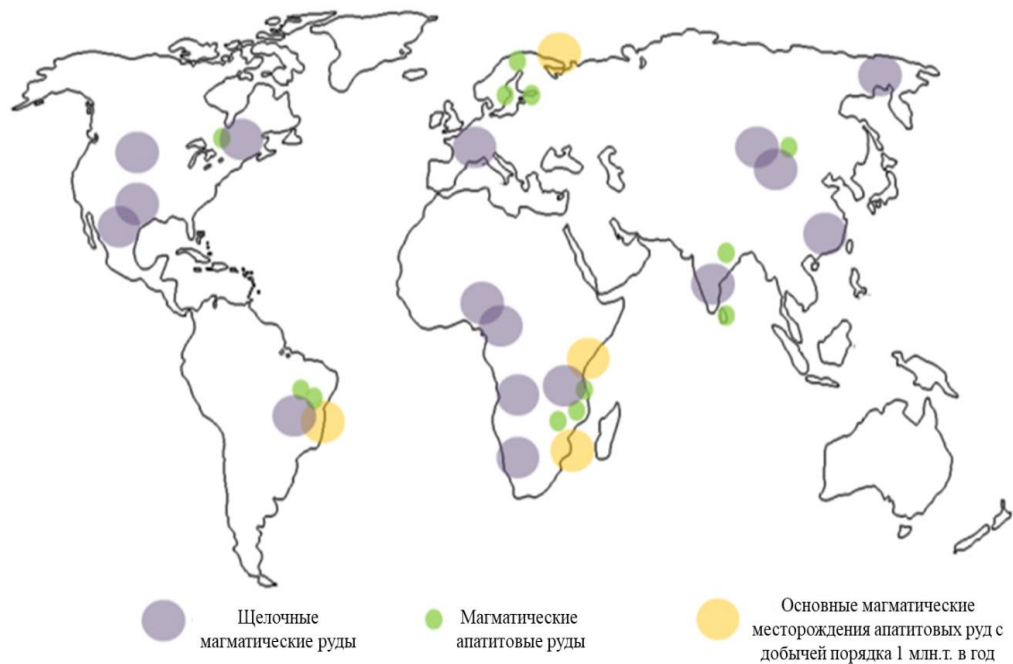 Щелочные
магматические руды
Магматические
апатитовые руды
Основные магматические
месторождения апатитовых руд с
добычей порядка 1 млн.т. в год